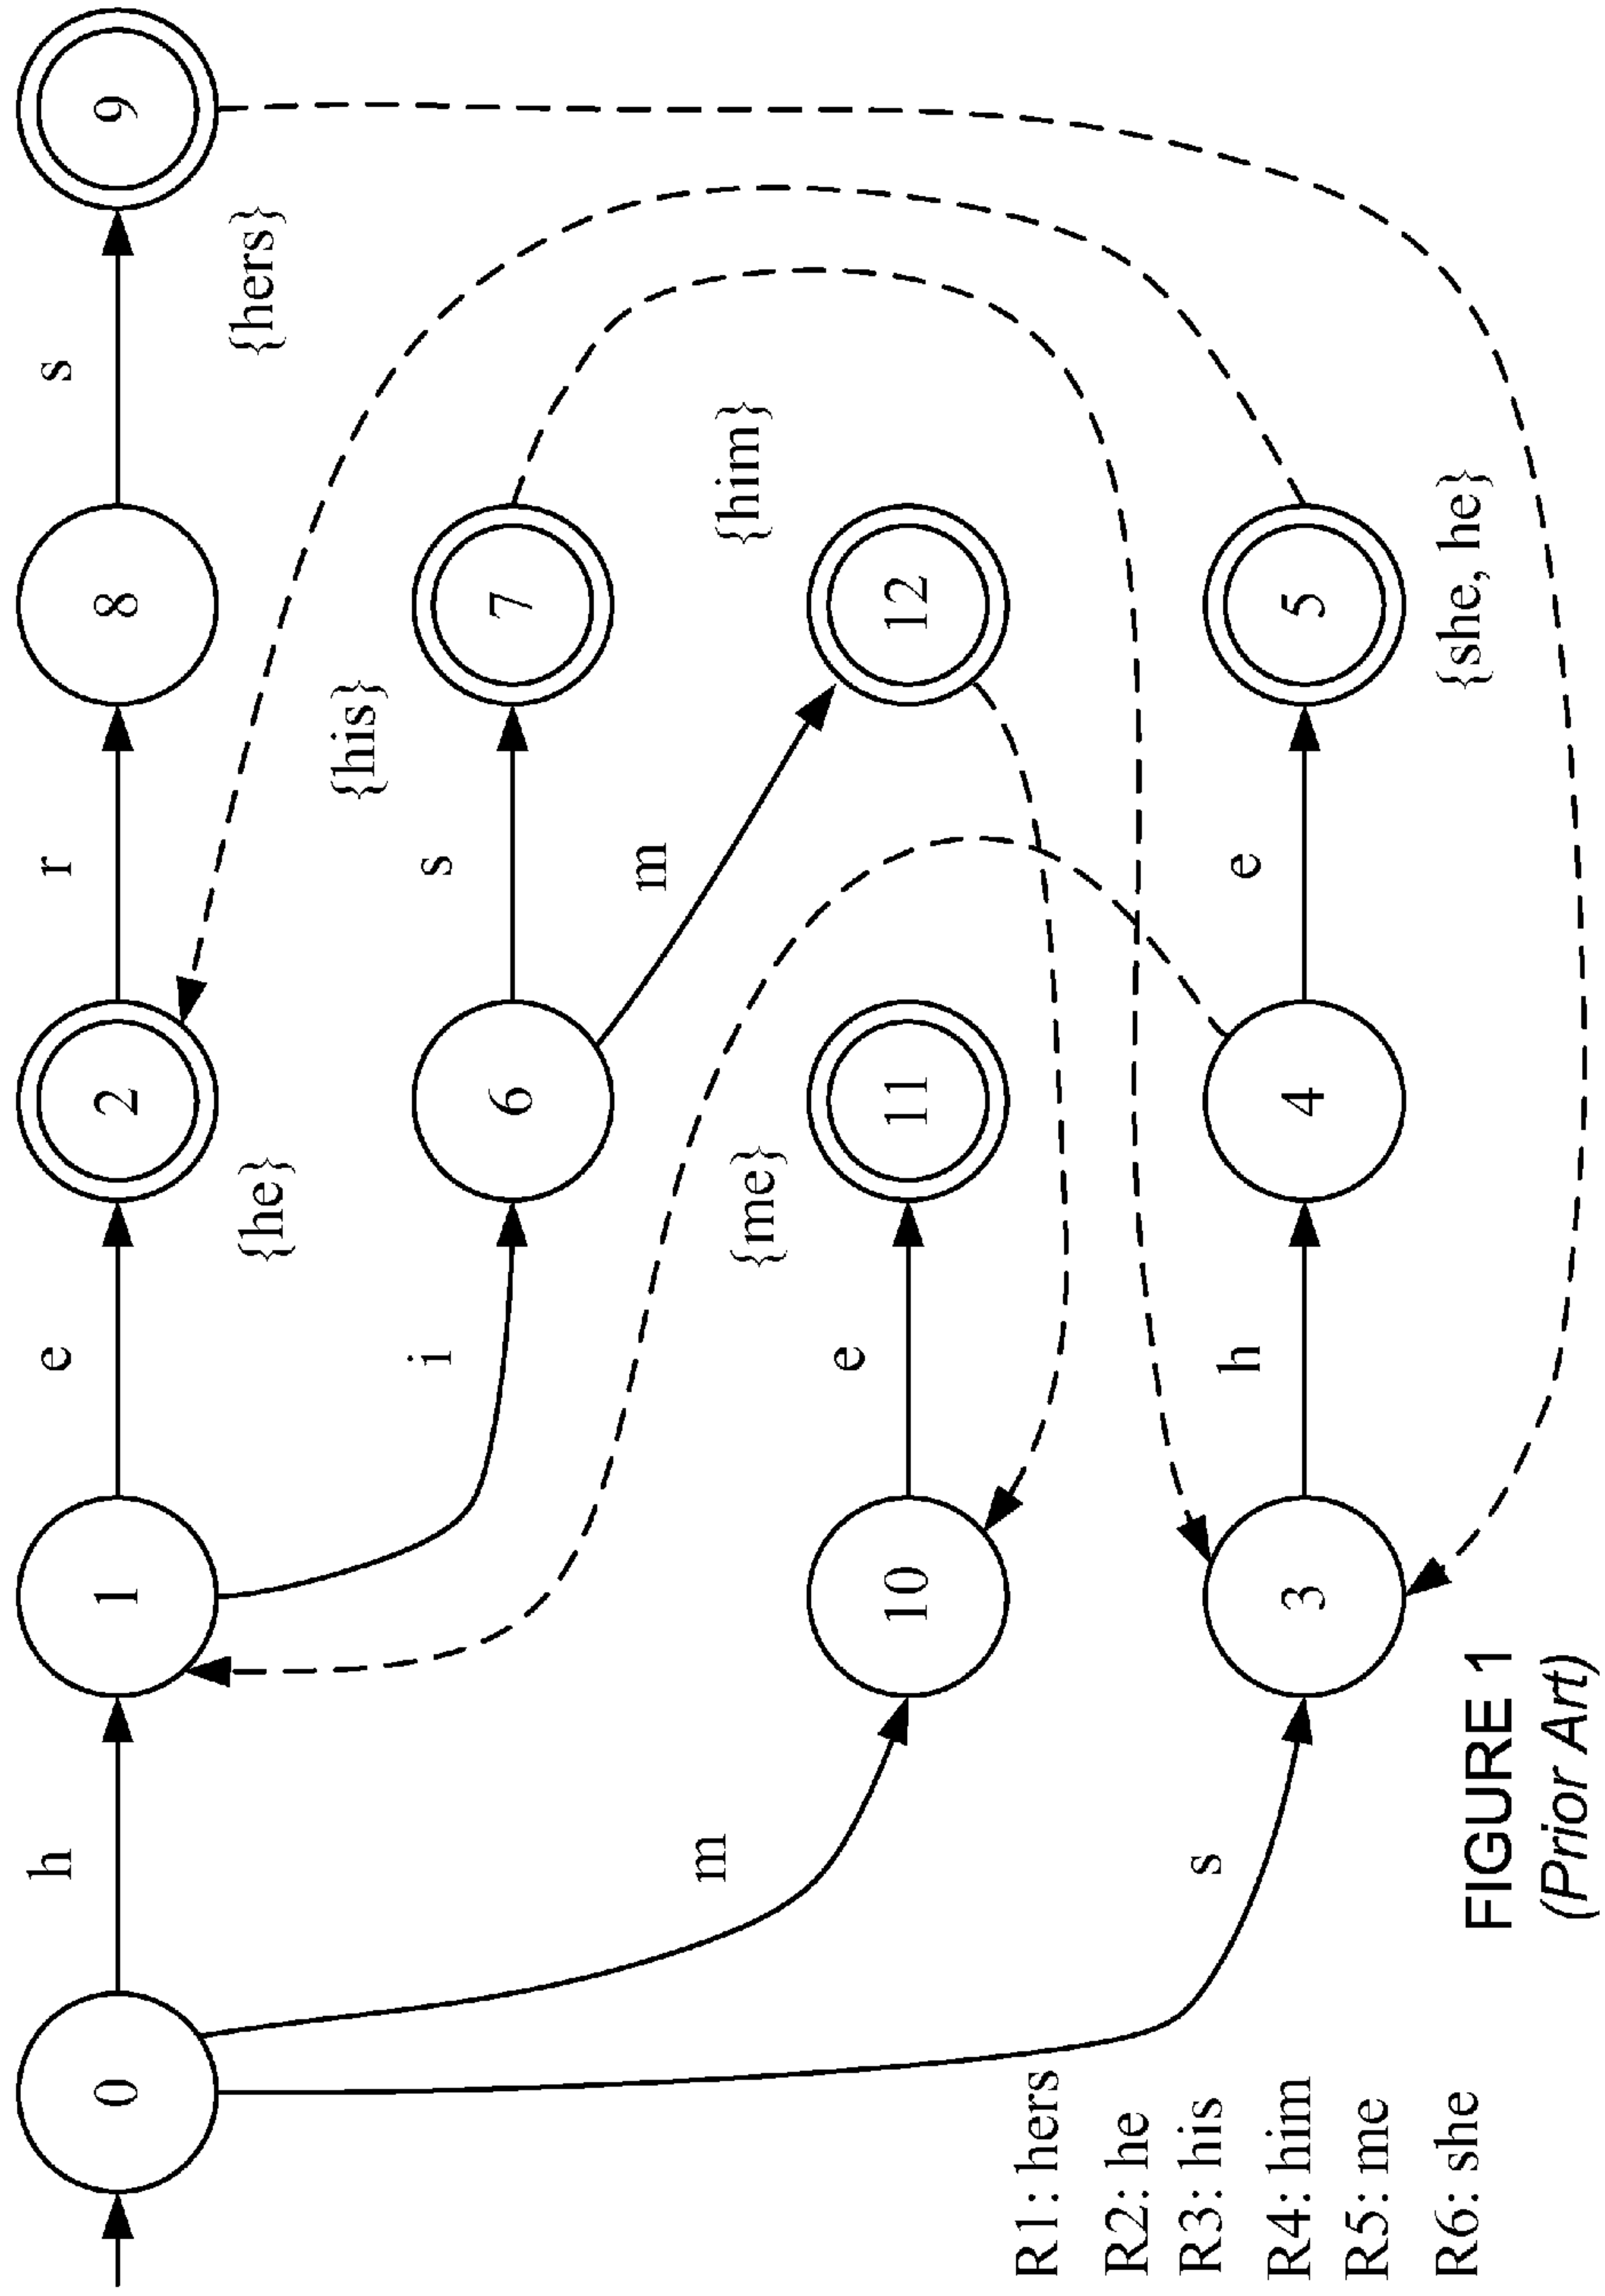 h
e
r
s
0
1
2
8
9
{he}
{hers}
i
s
{his}
6
7
m
m
{him}
{me}
e
10
11
12
s
h
e
3
4
5
{she, he}
R1: hers
R2: he
R3: his
R4: him
R5: me
R6: she
FIGURE 1
(Prior Art)